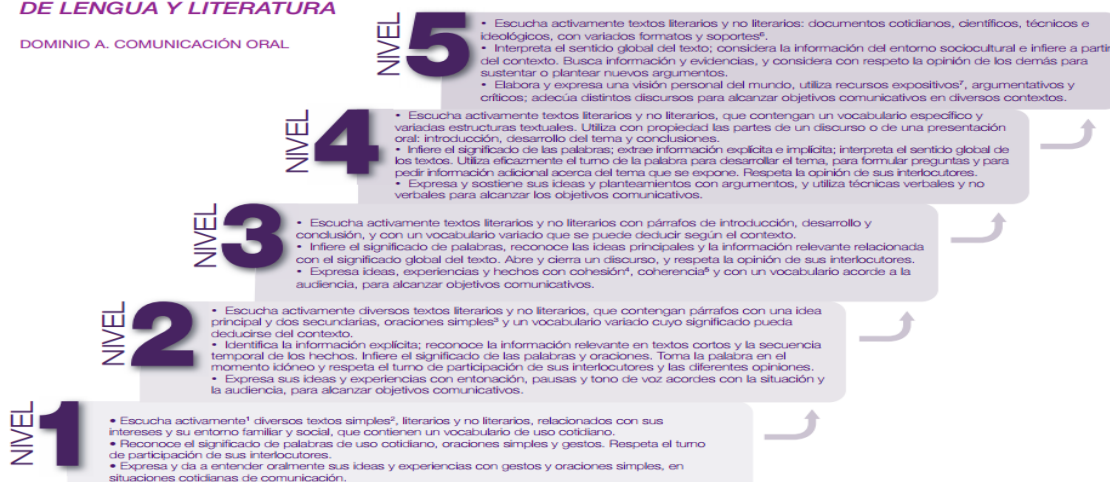 DE LENGUA Y LITERATURA
DOMINIO A. COMUNICACIÓN ORAL
NIVEL
5
• Escucha activamente textos literarios y no literarios: documentos cotidianos, científicos, técnicos e
ideológicos, con variados formatos y soportes⁶.
• Interpreta el sentido global del texto; considera la información del entorno sociocultural e infiere a partir
del contexto. Busca información y evidencias, y considera con respeto la opinión de los demás para
sustentar o plantear nuevos argumentos.
• Elabora y expresa una visión personal del mundo, utiliza recursos expositivos⁷, argumentativos y
críticos; adecúa distintos discursos para alcanzar objetivos comunicativos en diversos contextos.
NIVEL
4
• Escucha activamente textos literarios y no literarios, que contengan un vocabulario específico y
variadas estructuras textuales. Utiliza con propiedad las partes de un discurso o de una presentación
oral: introducción, desarrollo del tema y conclusiones.
• Infiere el significado de las palabras; extrae información explícita e implícita; interpreta el sentido global de
los textos. Utiliza eficazmente el turno de la palabra para desarrollar el tema, para formular preguntas y para
pedir información adicional acerca del tema que se expone. Respeta la opinión de sus interlocutores.
• Expresa y sostiene sus ideas y planteamientos con argumentos, y utiliza técnicas verbales y no
verbales para alcanzar los objetivos comunicativos.
NIVEL
3
• Escucha activamente textos literarios y no literarios con párrafos de introducción, desarrollo y
conclusión, y con un vocabulario variado que se puede deducir según el contexto.
• Infiere el significado de palabras, reconoce las ideas principales y la información relevante relacionada
con el significado global del texto. Abre y cierra un discurso, y respeta la opinión de sus interlocutores.
• Expresa ideas, experiencias y hechos con cohesión⁴, coherencia⁵ y con un vocabulario acorde a la
audiencia, para alcanzar objetivos comunicativos.
NIVEL
2
• Escucha activamente diversos textos literarios y no literarios, que contengan párrafos con una idea
principal y dos secundarias, oraciones simples³ y un vocabulario variado cuyo significado pueda
deducirse del contexto.
• Identifica la información explícita; reconoce la información relevante en textos cortos y la secuencia
temporal de los hechos. Infiere el significado de las palabras y oraciones. Toma la palabra en el
momento idóneo y respeta el turno de participación de sus interlocutores y las diferentes opiniones.
• Expresa sus ideas y experiencias con entonación, pausas y tono de voz acordes con la situación y
la audiencia, para alcanzar objetivos comunicativos.
NIVEL
1
• Escucha activamente¹ diversos textos simples², literarios y no literarios, relacionados con sus
intereses y su entorno familiar y social, que contienen un vocabulario de uso cotidiano.
• Reconoce el significado de palabras de uso cotidiano, oraciones simples y gestos. Respeta el turno
de participación de sus interlocutores.
• Expresa y da a entender oralmente sus ideas y experiencias con gestos y oraciones simples, en
situaciones cotidianas de comunicación.